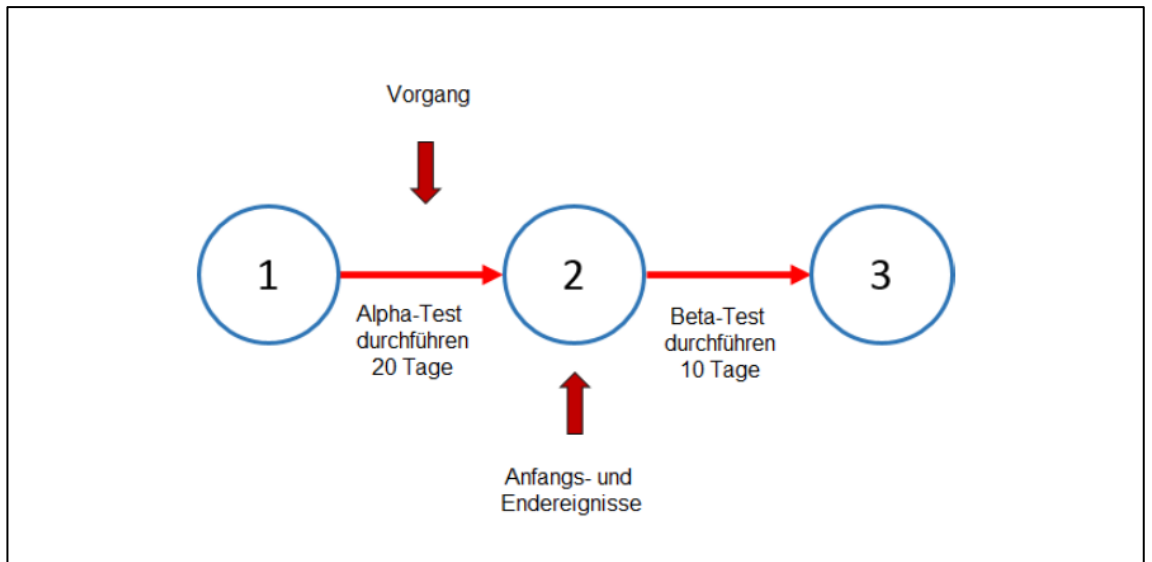 Vorgang
1
2
3
Alpha-Test
durchführen
20 Tage
Beta-Test
durchführen
10 Tage
Anfangs- und
Endereignisse